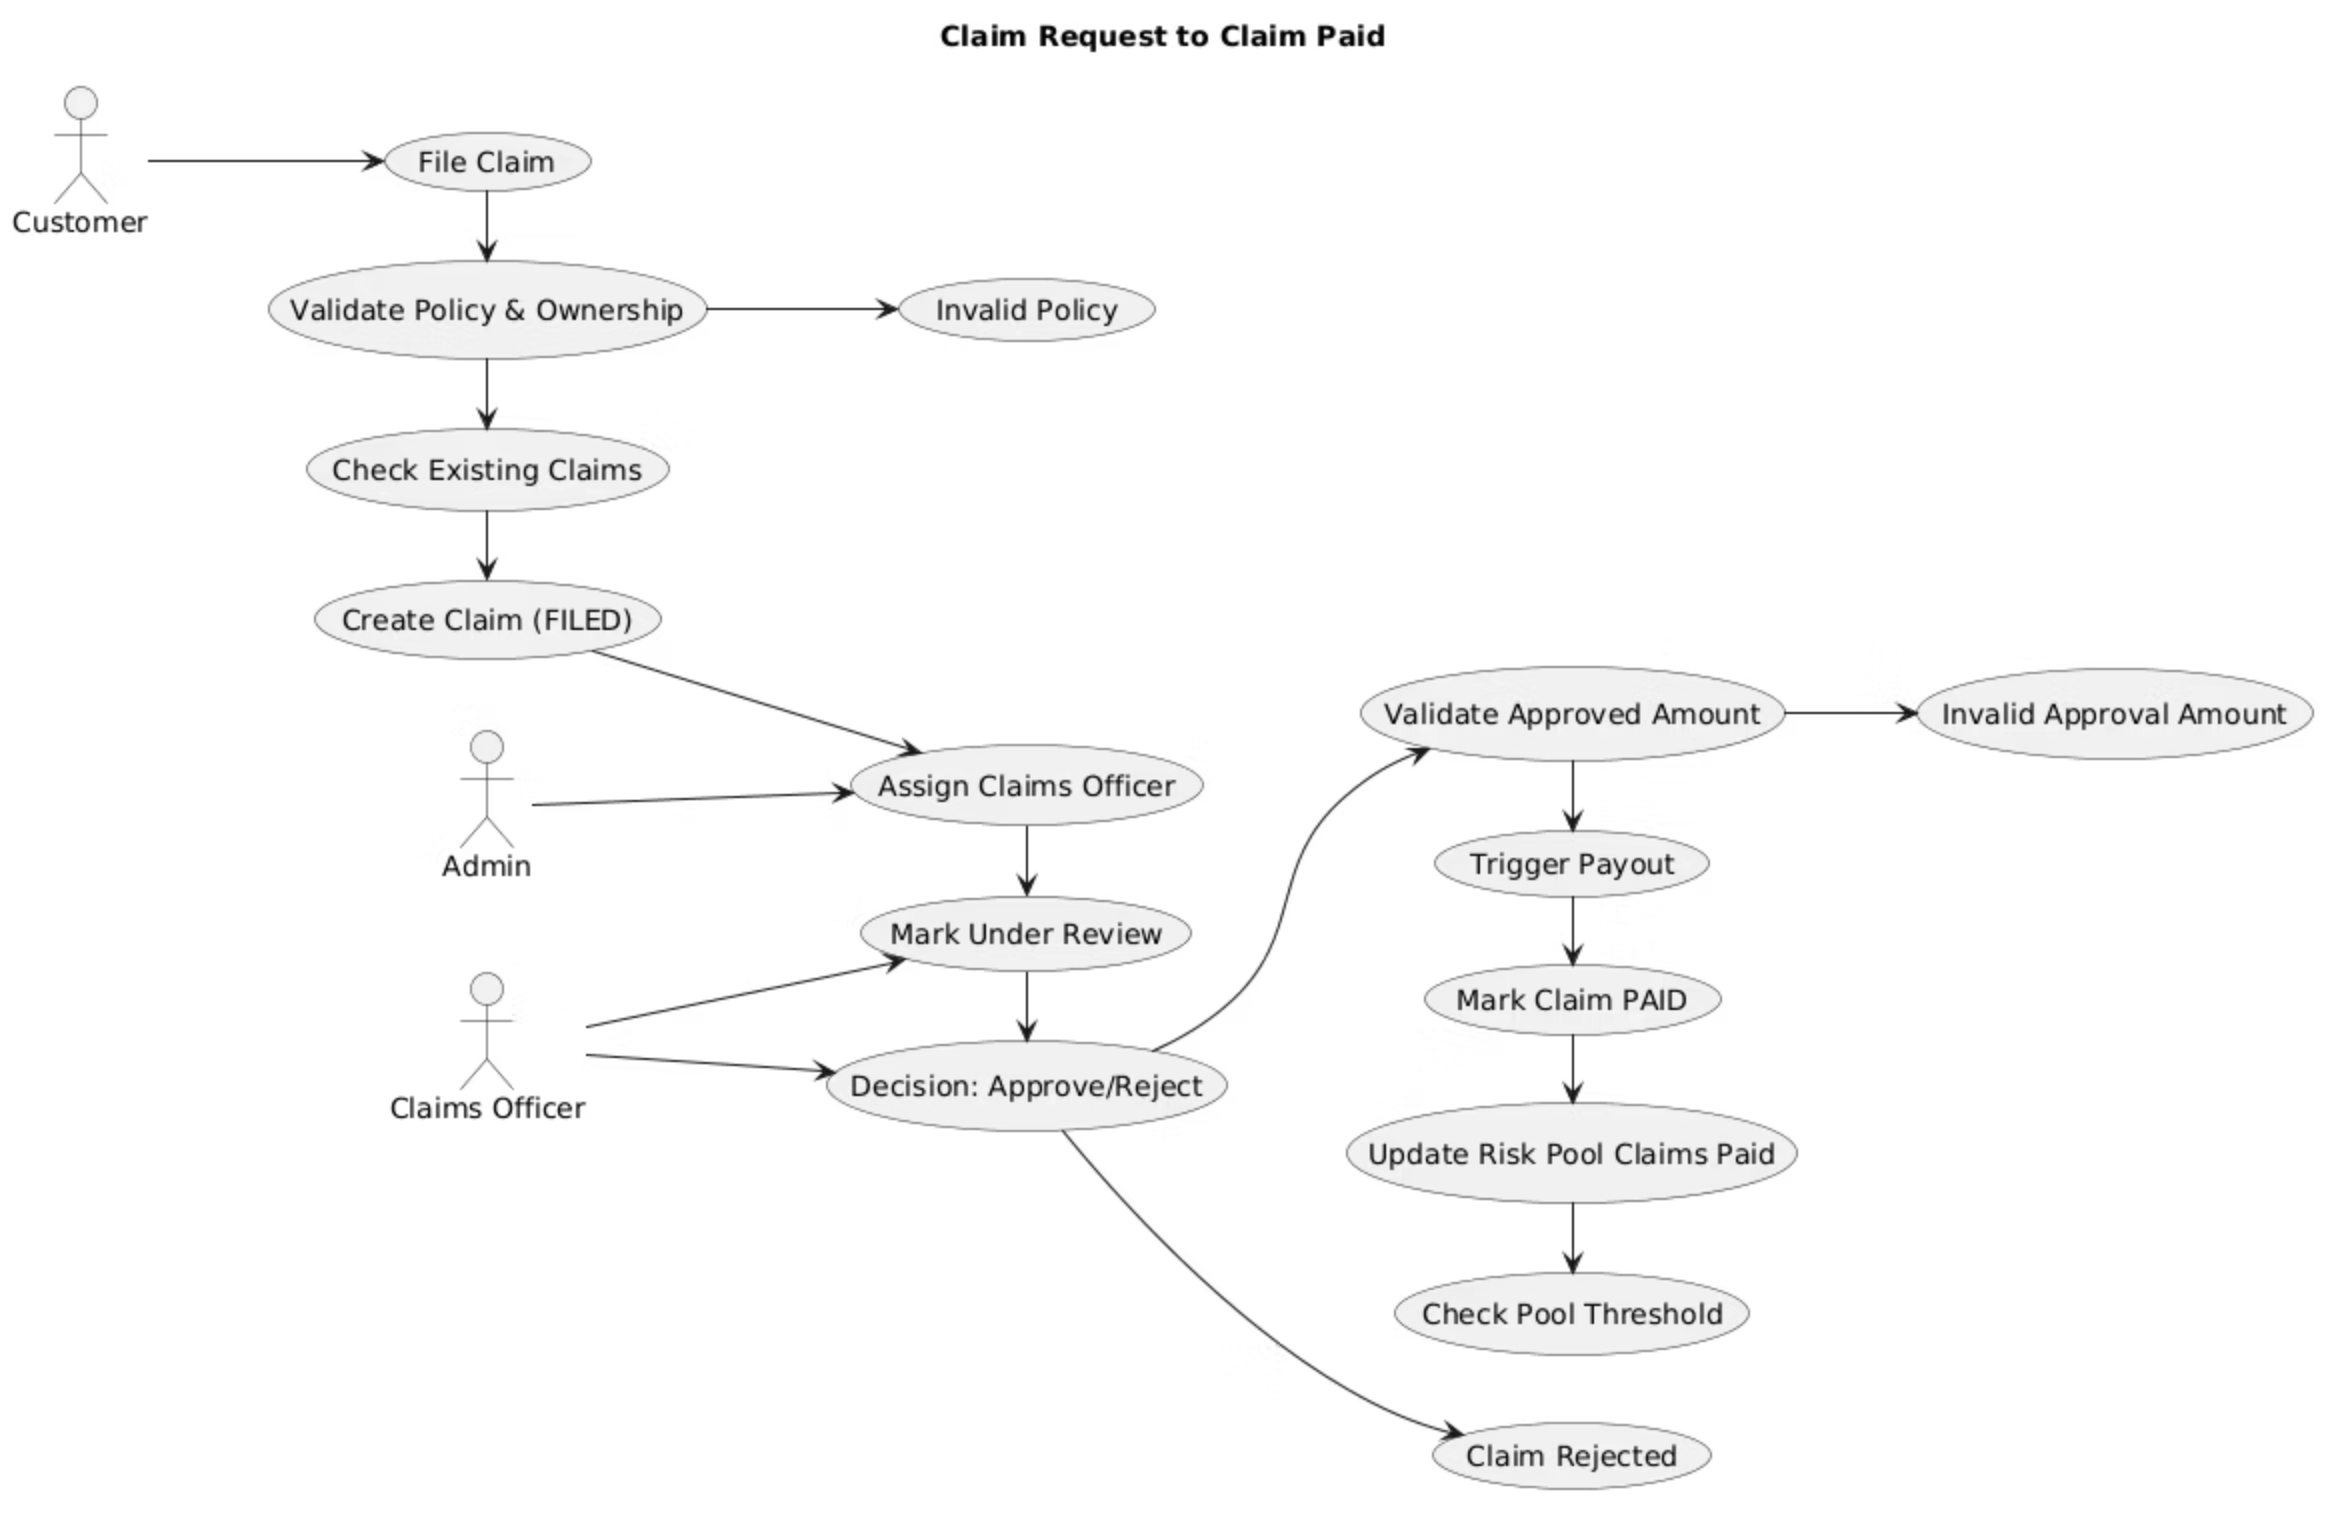 Claim Request to Claim Paid
Customer
File Claim
Validate Policy & Ownership
Invalid Policy
Check Existing Claims
Create Claim (FILED)
Admin
Assign Claims Officer
Mark Under Review
Claims Officer
Decision: Approve/Reject
Validate Approved Amount
Invalid Approval Amount
Trigger Payout
Mark Claim PAID
Update Risk Pool Claims Paid
Check Pool Threshold
Claim Rejected